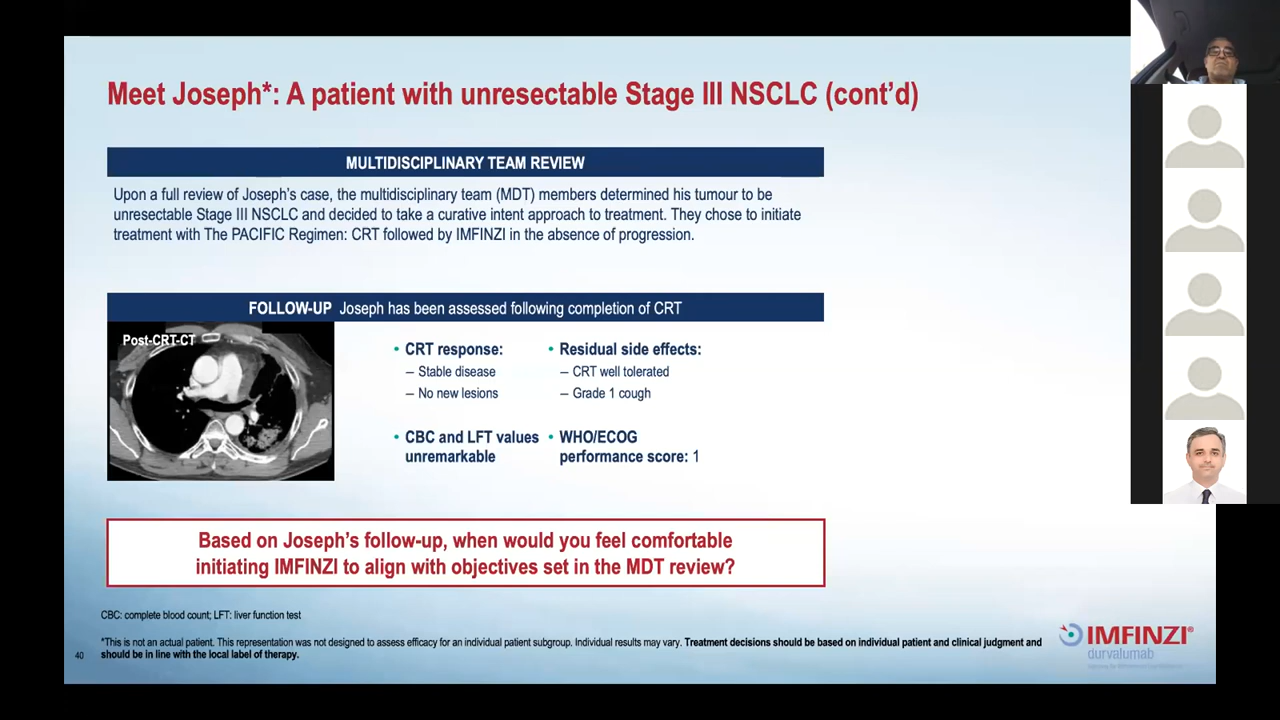 Meet Joseph*: A patient with unresectable Stage III NSCLC (cont'd)
MULTIDISCIPLINARY TEAM REVIEW
Upon a full review of Joseph's case, the multidisciplinary team (MDT) members determined his tumour to be
unresectable Stage III NSCLC and decided to take a curative intent approach to treatment. They chose to initiate
treatment with The PACIFIC Regimen: CRT followed by IMFINZI in the absence of progression.
FOLLOW-UP Joseph has been assessed following completion of CRT
Post-CRT-CT
• CRT response:
– Stable disease
– No new lesions
• Residual side effects:
– CRT well tolerated
– Grade 1 cough
• CBC and LFT values
unremarkable
• WHO/ECOG
performance score: 1
Based on Joseph's follow-up, when would you feel comfortable
initiating IMFINZI to align with objectives set in the MDT review?
CBC: complete blood count; LFT: liver function test
*This is not an actual patient. This representation was not designed to assess efficacy for an individual patient subgroup. Individual results may vary. Treatment decisions should be based on individual patient and clinical judgment and
should be in line with the local label of therapy.
40
IMFINZI®
durvalumab